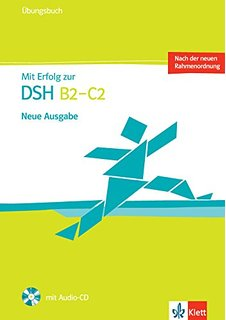 Übungsbuch
Nach der neuen
Rahmenordnung
Mit Erfolg zur
DSH B2–C2
Neue Ausgabe
mit Audio-CD
Klett